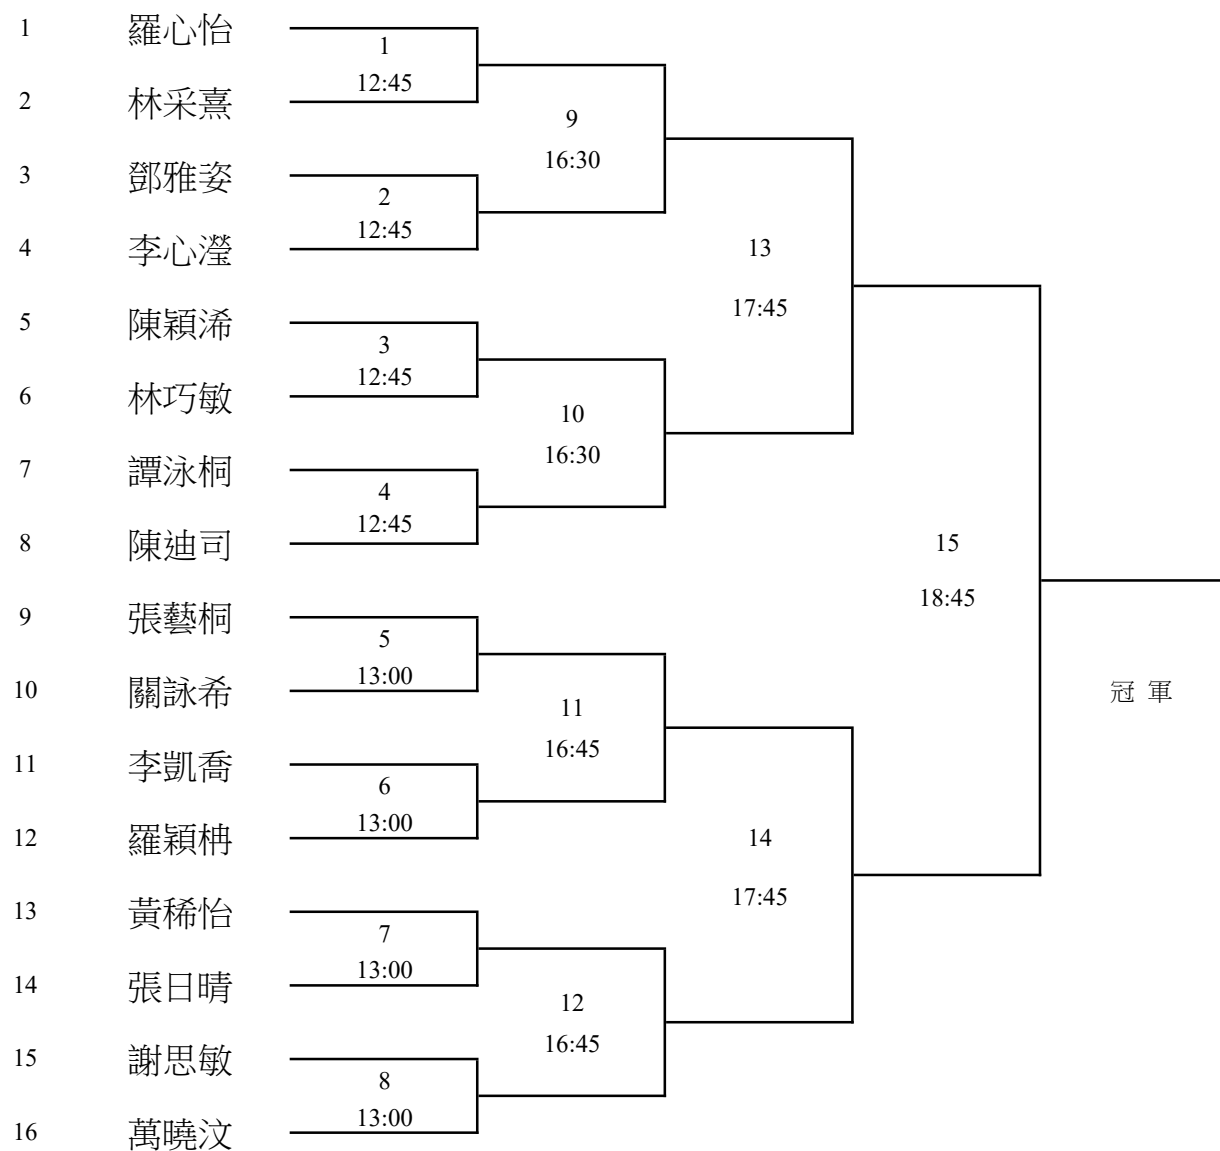 1 羅心怡
1
12:45
2 林采熹
9
16:30
3 鄧雅姿
2
12:45
4 李心瀅
13
17:45
5 陳穎浠
3
12:45
6 林巧敏
10
16:30
7 譚泳桐
4
12:45
8 陳迪司
15
18:45
9 張藝桐
5
13:00
10 關詠希
冠 軍
11
16:45
11 李凱喬
6
13:00
12 羅穎柟
14
17:45
13 黃稀怡
7
13:00
14 張日晴
12
16:45
15 謝思敏
8
13:00
16 萬曉汶